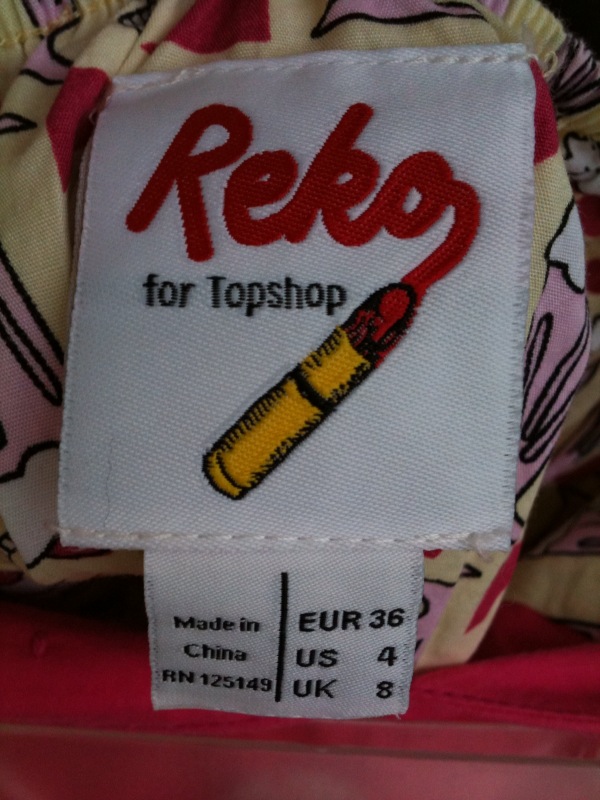 Reko
for Topshop
Made in
China
RN 125149
EUR 36
US 4
UK 8